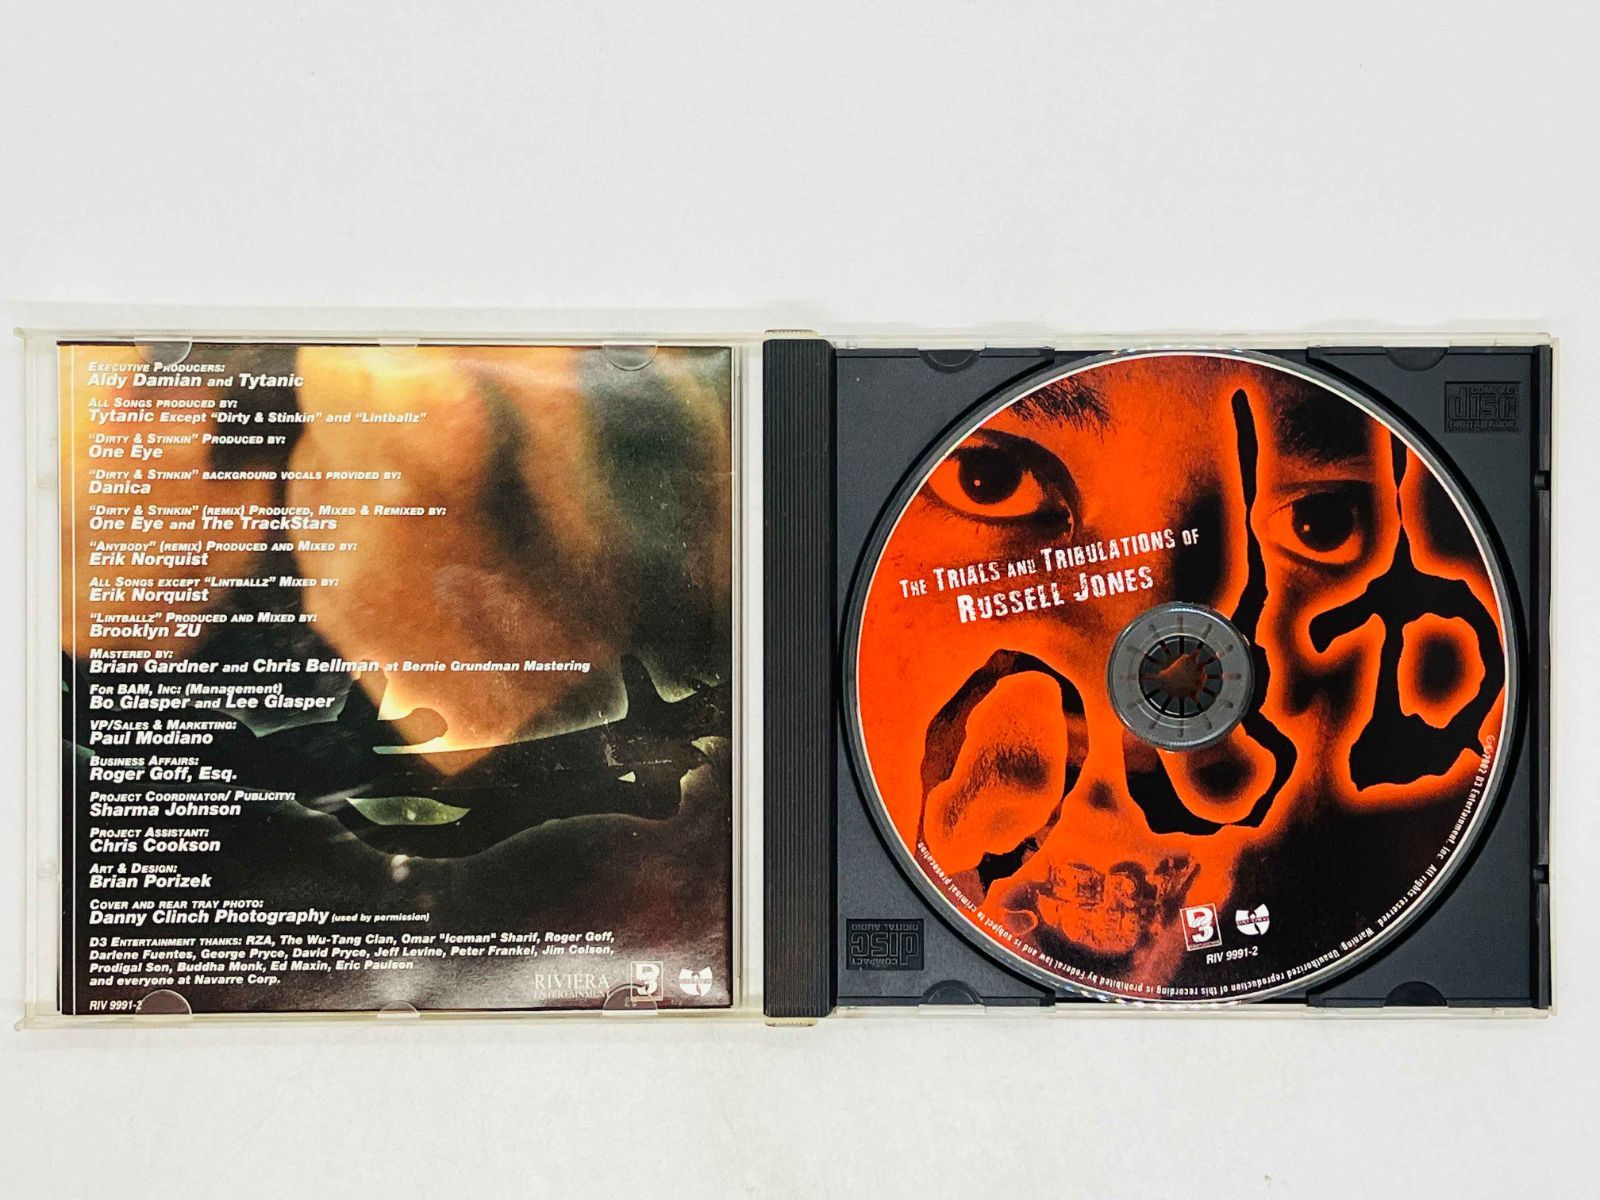 EXECUTIVE PRODUCERS:
Aldy Damian AND Tytanic
ALL SONGS PRODUCED BY:
Tytanic EXCEPT "DIRTY & STINKIN" AND "LINTBALLZ"
"DIRTY & STINKIN" PRODUCED BY:
One Eye
"DIRTY & STINKIN" BACKGROUND VOCALS PROVIDED BY:
Danica
"DIRTY & STINKIN" (REMIX) PRODUCED, MIXED & REMIXED BY:
One Eye AND The TrackStars
"ANYBODY" (REMIX) PRODUCED AND MIXED BY:
Erik Norquist
ALL SONGS EXCEPT "LINTBALLZ" MIXED BY:
Erik Norquist
"LINTBALLZ" PRODUCED AND MIXED BY:
Brooklyn ZU
MASTERED BY:
Brian Gardner AND Chris Bellman at Bernie Grundman Mastering
FOR BAM, INC: (Management)
Bo Glasper AND Lee Glasper
VP/SALES & MARKETING:
Paul Modiano
BUSINESS AFFAIRS:
Roger Goff, Esq.
PROJECT COORDINATOR/ PUBLICITY:
Sharma Johnson
PROJECT ASSISTANT:
Chris Cookson
ART & DESIGN:
Brian Porizek
COVER AND REAR TRAY PHOTO:
Danny Clinch Photography (used by permission)
D3 ENTERTAINMENT THANKS: RZA, The Wu-Tang Clan, Omar "Iceman" Sharif, Roger Goff,
Darlene Fuentes, George Pryce, David Pryce, Jeff Levine, Peter Frankel, Jim Colson,
Prodigal Son, Buddha Monk, Ed Maxin, Eric Paulson
and everyone at Navarre Corp.
RIV 9991-2
RIVIERA
ENTERTAINMENT
D3
THE TRIALS AND TRIBULATIONS OF
RUSSELL JONES
ODB
D3
WU-TANG
RIV 9991-2
℗©2002 D3 Entertainment, Inc. All rights reserved. Warning: Unauthorized reproduction of this recording is prohibited by Federal law and is subject to criminal prosecution
COMPACT
disc
DIGITAL AUDIO
COMPACT
disc
DIGITAL AUDIO